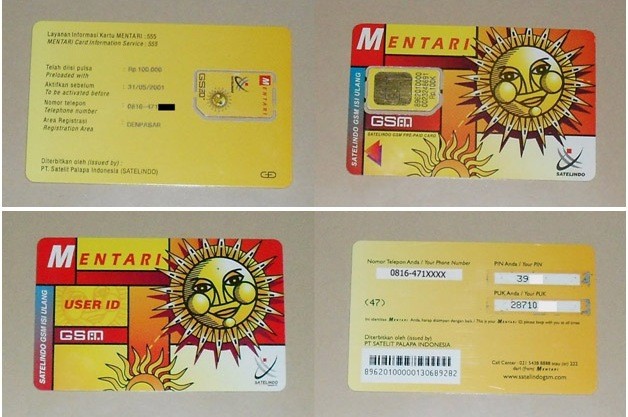 Layanan Informasi Kartu MENTARI : 555
MENTARI Card Information Service : 555
Telah diisi pulsa
Preloaded with : Rp.100.000
Aktifkan sebelum
To be activated before : 31/05/2001
Nomor telepon
Telephone number : 0816-471
Area Registrasi
Registration Area : DENPASAR
Diterbitkan oleh (issued by) :
PT. Satelit Palapa Indonesia (SATELINDO)
MENTARI
GSM
MENTARI
SATELINDO GSM ISI ULANG
GSM
SATELINDO GSM PRE-PAID CARD
SATELINDO
MENTARI
SATELINDO GSM ISI ULANG
USER ID
GSM
SATELINDO
Nomor Telepon Anda / Your Phone Number
0816-471XXXX
PIN Anda / Your PIN
39
PUK Anda / Your PUK
28710
(47)
Diterbitkan oleh (issued by)
PT SATELIT PALAPA INDONESIA
89620100000130689282
www.satelindogsm.com